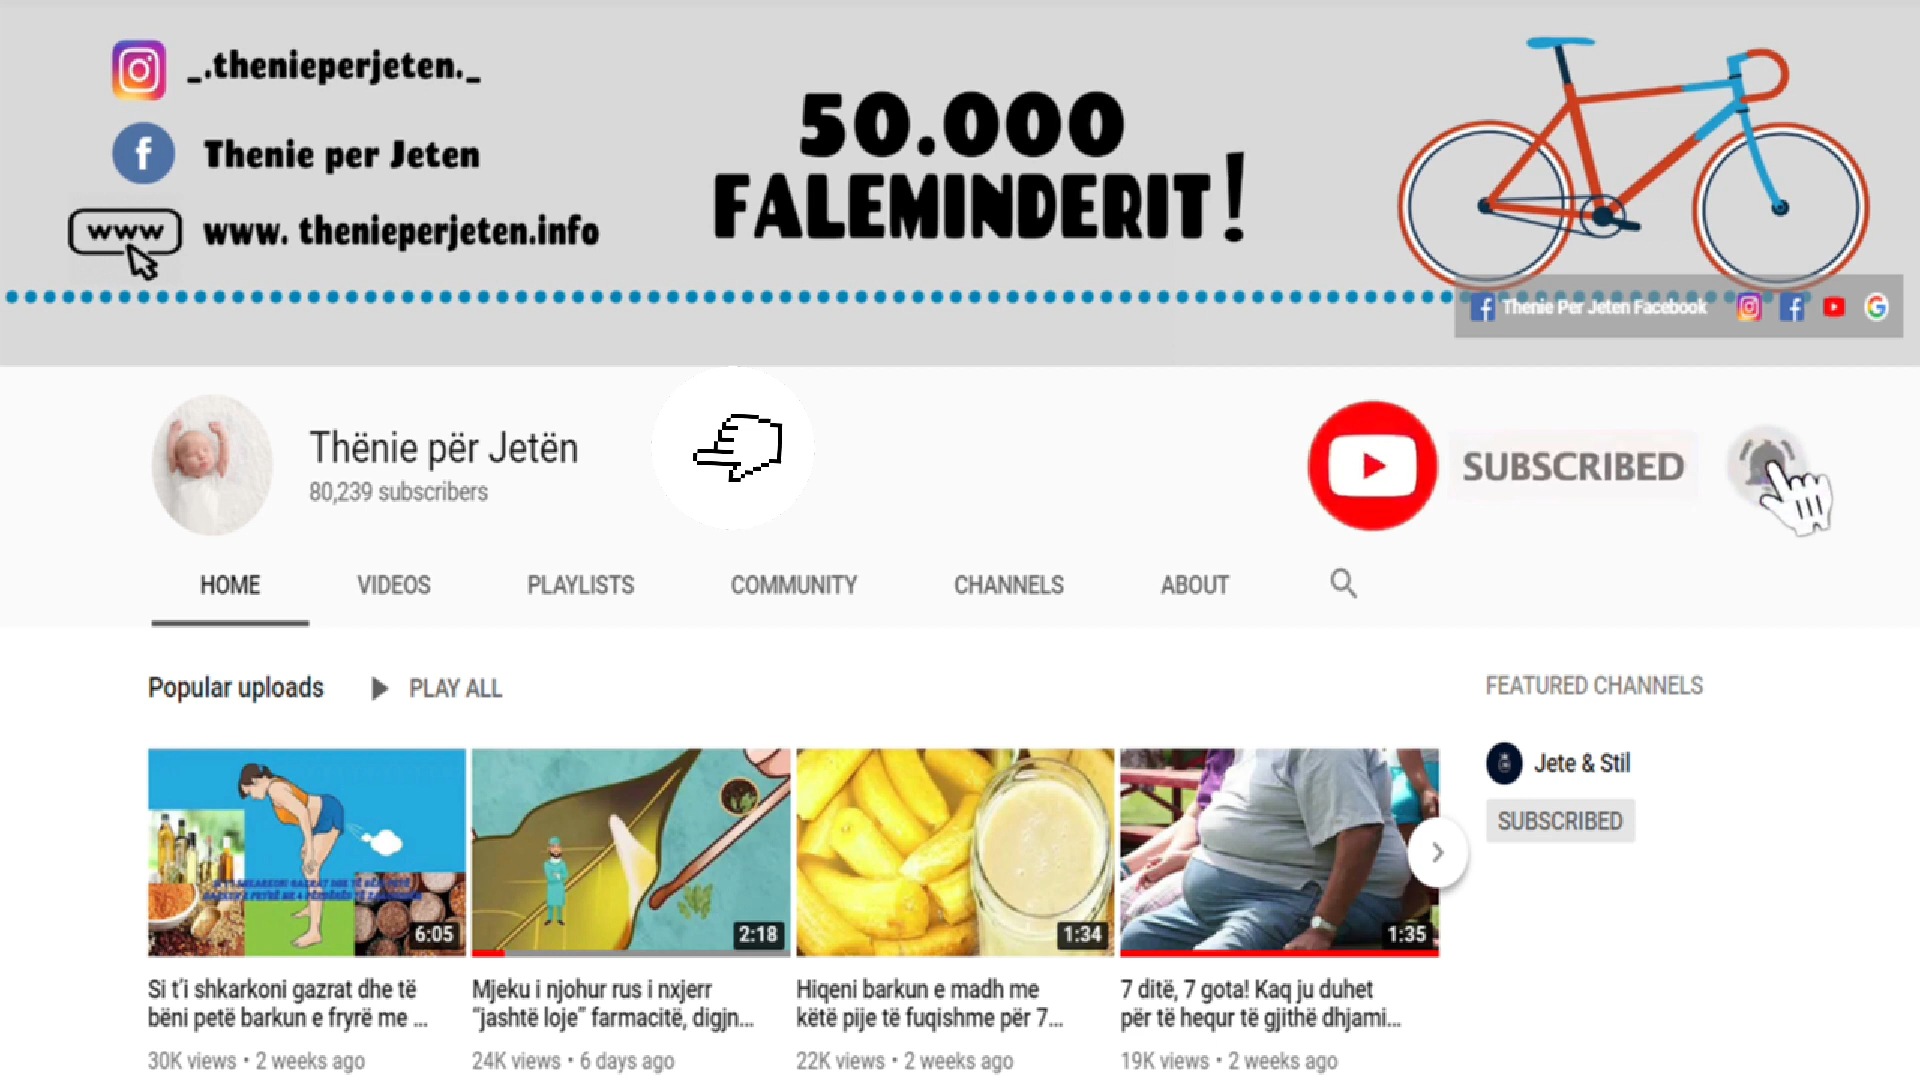 _.thenieperjeten._
Thenie per Jeten
www
www. thenieperjeten.info
50.000
FALEMINDERIT!
Thenie Per Jeten Facebook
Thënie për Jetën
80,239 subscribers
SUBSCRIBED
HOME VIDEOS PLAYLISTS COMMUNITY CHANNELS ABOUT
Popular uploads PLAY ALL
FEATURED CHANNELS
Jete & Stil
SUBSCRIBED
6:05
2:18
1:34
1:35
Si t'i shkarkoni gazrat dhe të
bëni petë barkun e fryrë me ...
30K views • 2 weeks ago
Mjeku i njohur rus i nxjerr
“jashtë loje” farmacitë, digjn...
24K views • 6 days ago
Hiqeni barkun e madh me
këtë pije të fuqishme për 7...
22K views • 2 weeks ago
7 ditë, 7 gota! Kaq ju duhet
për të hequr të gjithë dhjami...
19K views • 2 weeks ago